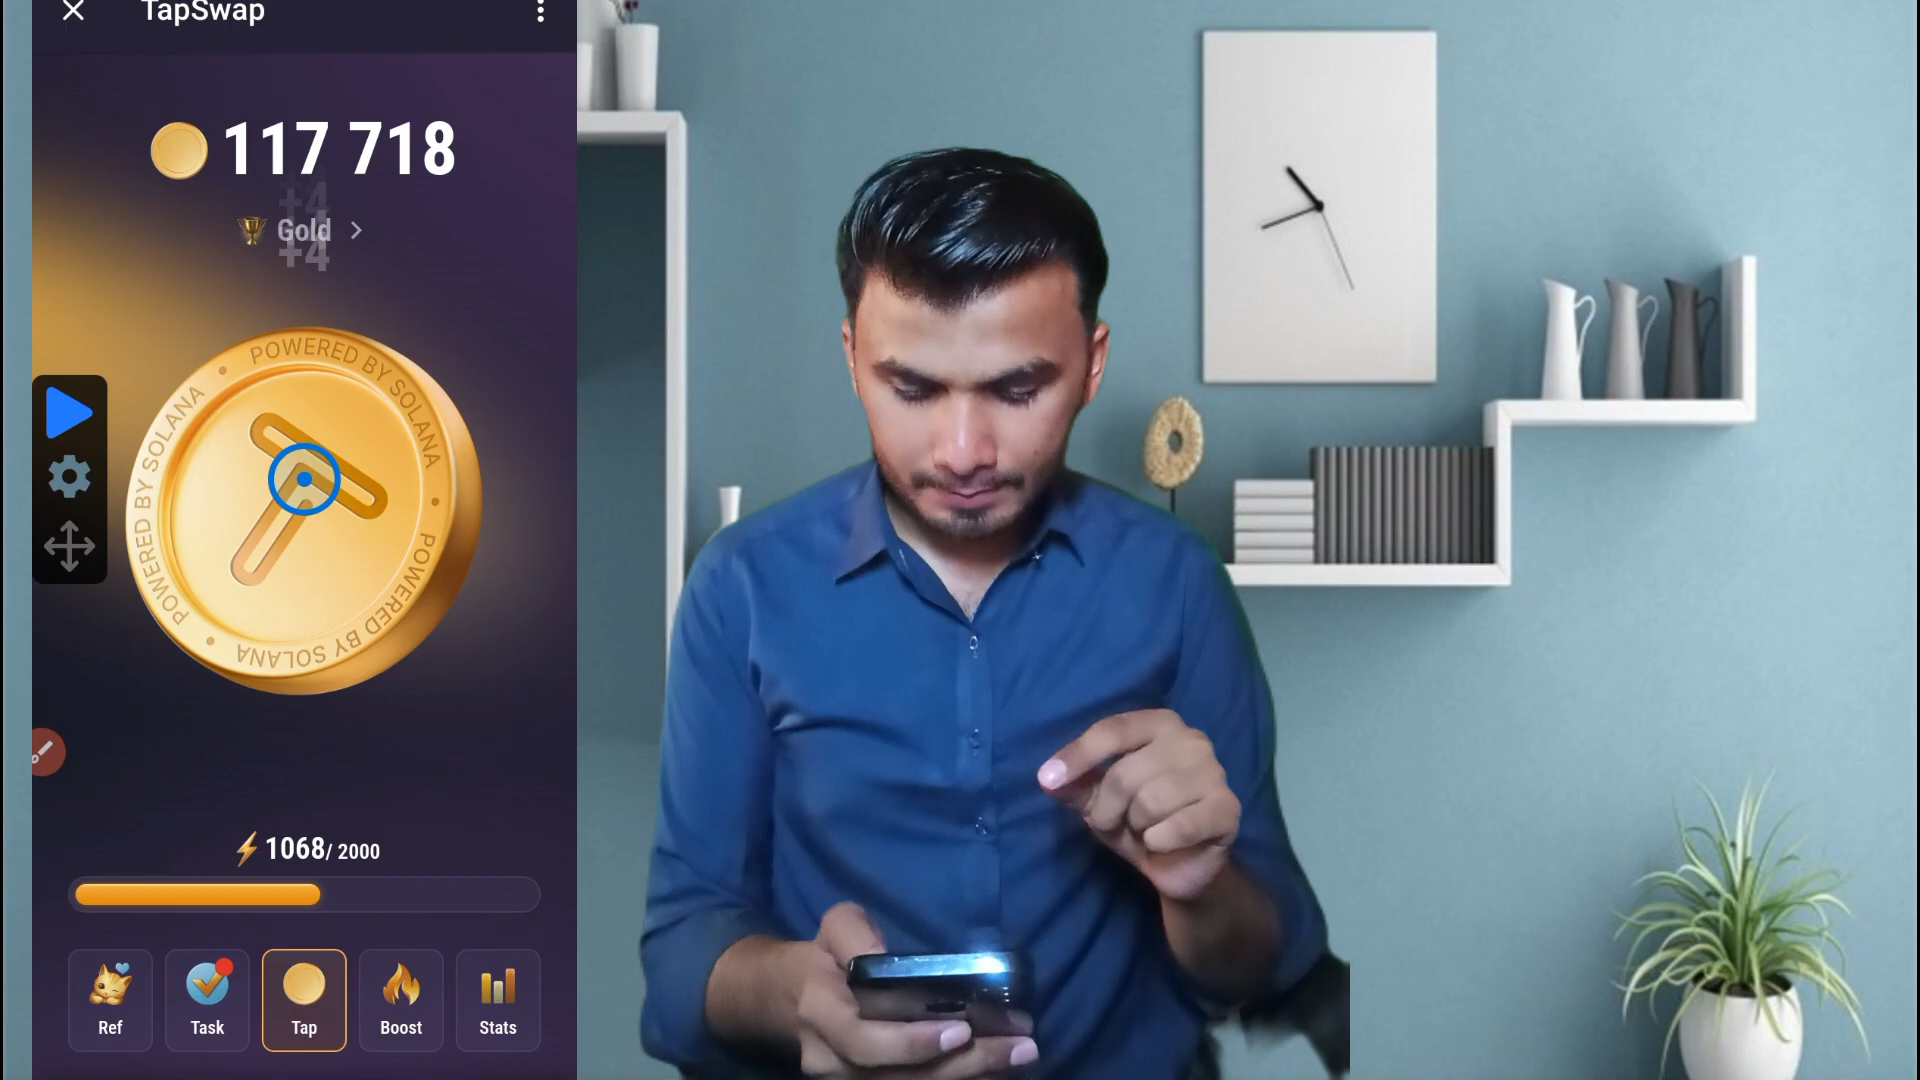 TapSwap
117 718
+4
Gold
+4
POWERED BY SOLANA
POWERED BY SOLANA
POWERED BY SOLANA
1068/ 2000
Ref
Task
Tap
Boost
Stats